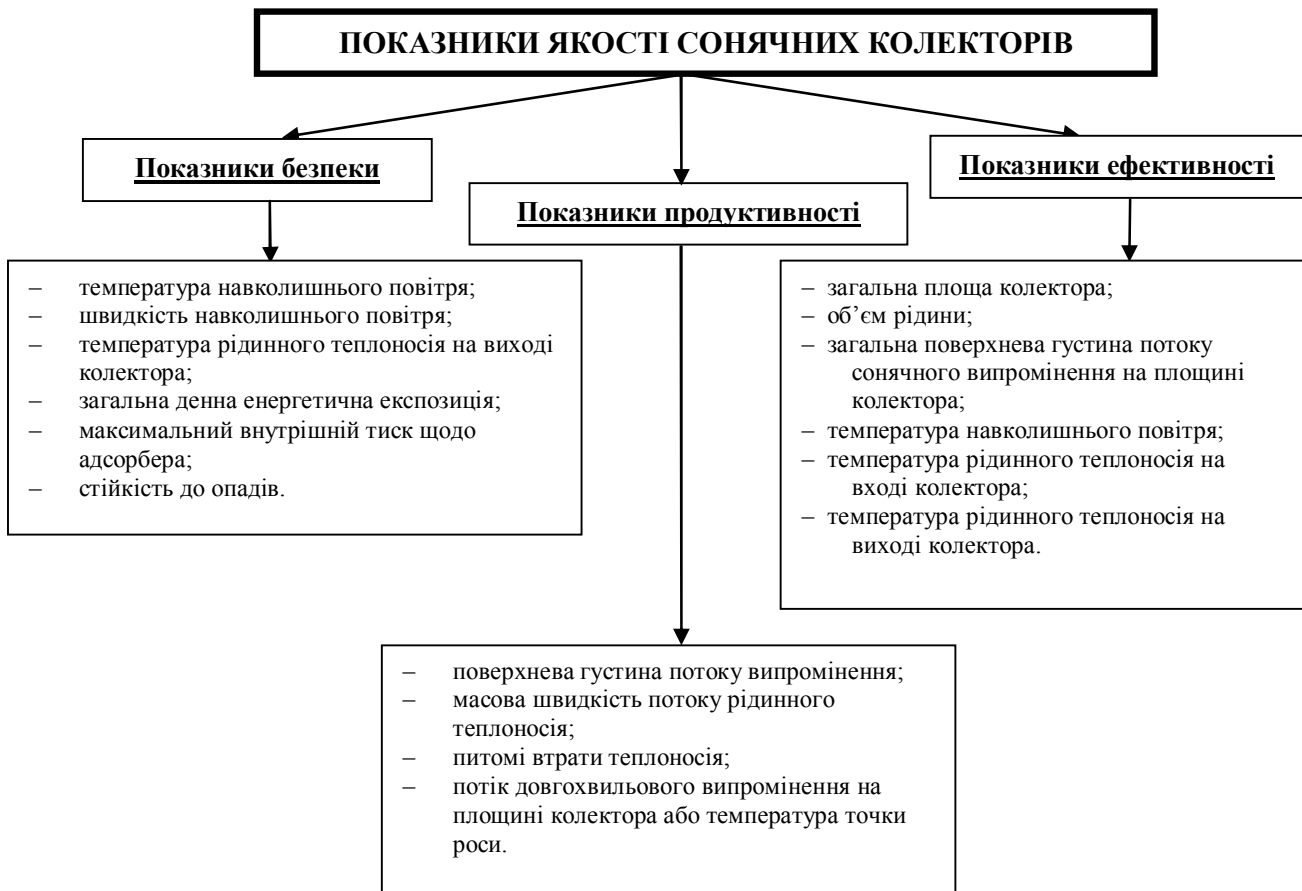 ПОКАЗНИКИ ЯКОСТІ СОНЯЧНИХ КОЛЕКТОРІВ
Показники безпеки
Показники продуктивності
Показники ефективності
– температура навколишнього повітря;
– швидкість навколишнього повітря;
– температура рідинного теплоносія на виході
колектора;
– загальна денна енергетична експозиція;
– максимальний внутрішній тиск щодо
адсорбера;
– стійкість до опадів.
– загальна площа колектора;
– об’єм рідини;
– загальна поверхнева густина потоку
сонячного випромінення на площині
колектора;
– температура навколишнього повітря;
– температура рідинного теплоносія на
вході колектора;
– температура рідинного теплоносія на
виході колектора.
– поверхнева густина потоку випромінення;
– масова швидкість потоку рідинного
теплоносія;
– питомі втрати теплоносія;
– потік довгохвильового випромінення на
площині колектора або температура точки
роси.